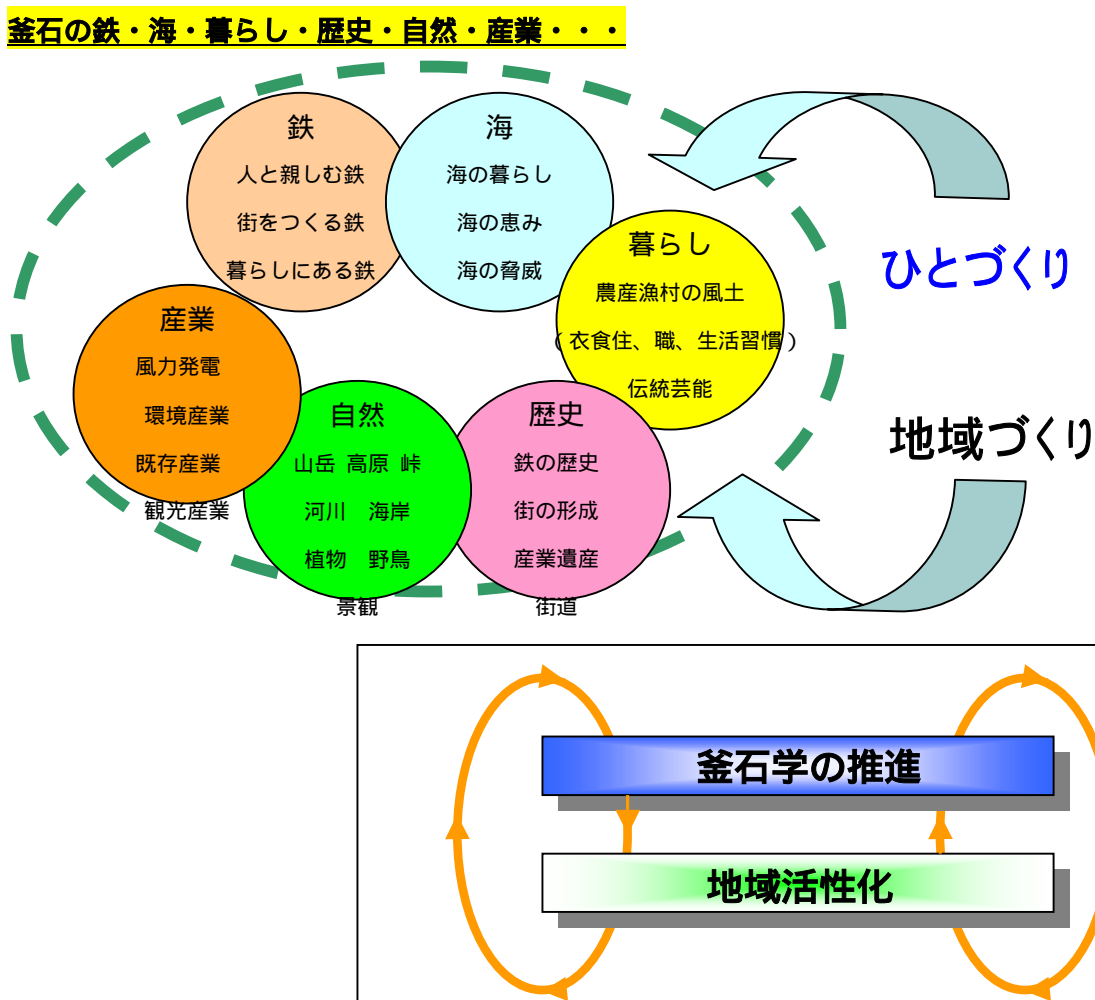 釜石の鉄・海・暮らし・歴史・自然・産業・・・
鉄
人と親しむ鉄
街をつくる鉄
暮らしにある鉄
海
海の暮らし
海の恵み
海の脅威
暮らし
農産漁村の風土
（衣食住、職、生活習慣）
伝統芸能
産業
風力発電
環境産業
既存産業
観光産業
自然
山岳 高原 峠
河川　海岸
植物　野鳥
景観
歴史
鉄の歴史
街の形成
産業遺産
街道
ひとづくり
地域づくり
釜石学の推進
地域活性化